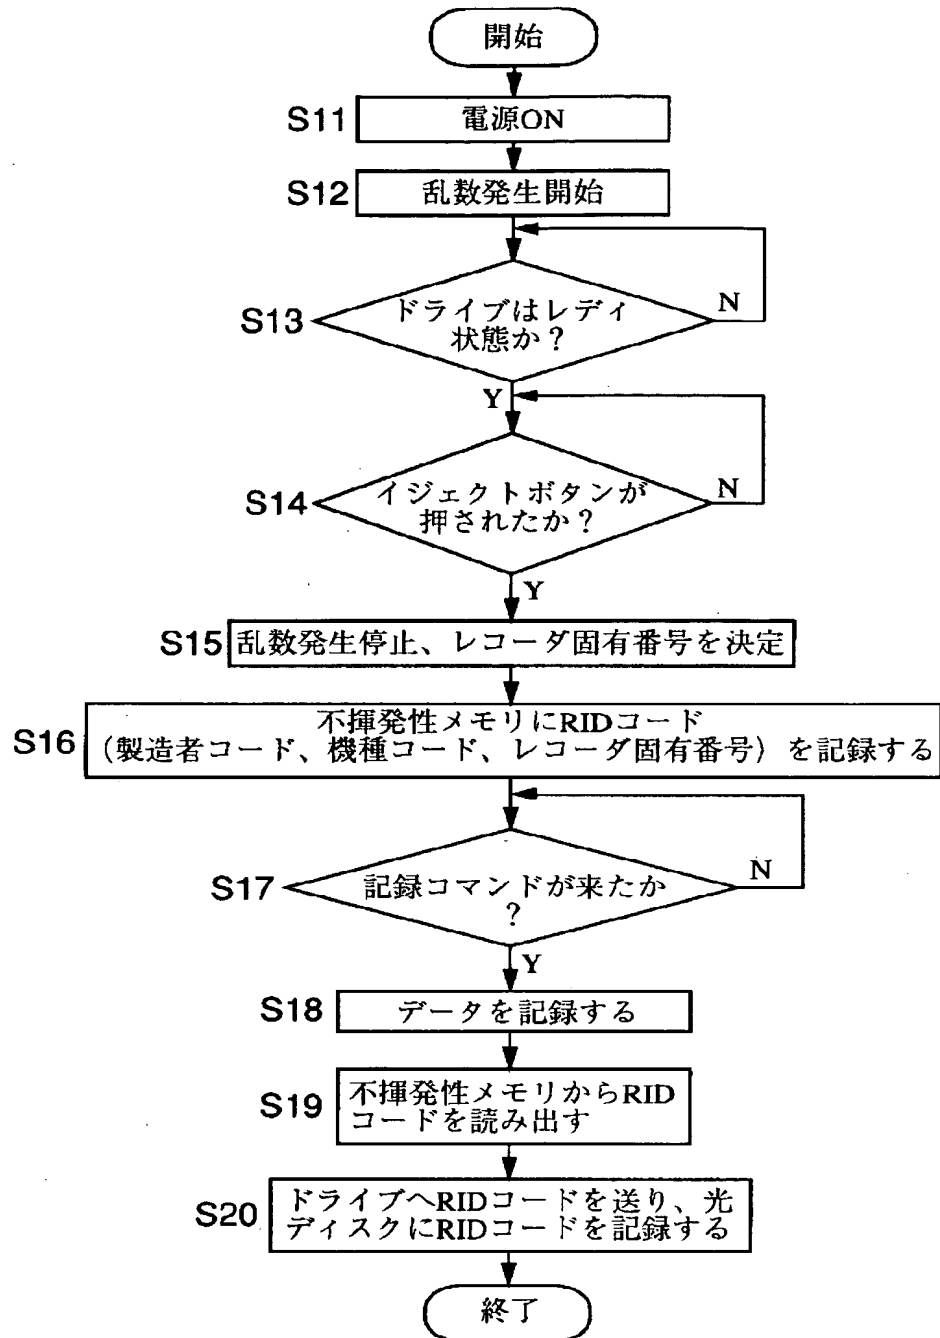 開始
S11 電源ON
S12 乱数発生開始
S13 ドライブはレディ
状態か？
N
Y
S14 イジェクトボタンが
押されたか？
N
Y
S15 乱数発生停止、レコーダ固有番号を決定
S16 不揮発性メモリにRIDコード
（製造者コード、機種コード、レコーダ固有番号）を記録する
S17 記録コマンドが来たか
？
N
Y
S18 データを記録する
S19 不揮発性メモリからRID
コードを読み出す
S20 ドライブへRIDコードを送り、光
ディスクにRIDコードを記録する
終了